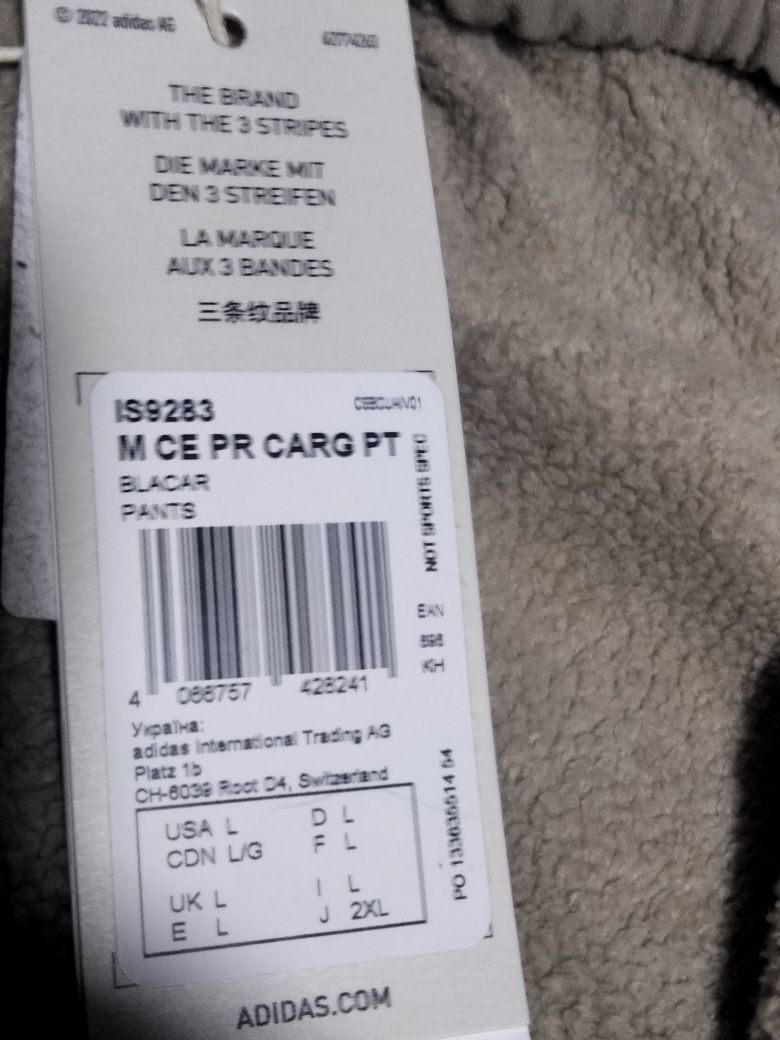 © 2022 adidas AG
THE BRAND
WITH THE 3 STRIPES
DIE MARKE MIT
DEN 3 STREIFEN
LA MARQUE
AUX 3 BANDES
三条纹品牌
IS9283
M CE PR CARG PT
BLACAR
PANTS
NOT SPORTS SPEC
EAN
KH
4 066757 428241
Україна:
adidas International Trading AG
Platz 1b
CH-6039 Root D4, Switzerland
USA L D L
CDN L/G F L
UK L I L
E L J 2XL
ADIDAS.COM